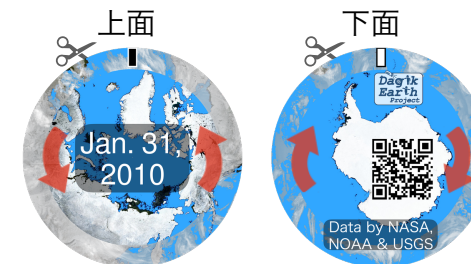 上面
下面
Jan. 31,
2010
Dagik
Earth
Project
Data by NASA,
NOAA & USGS